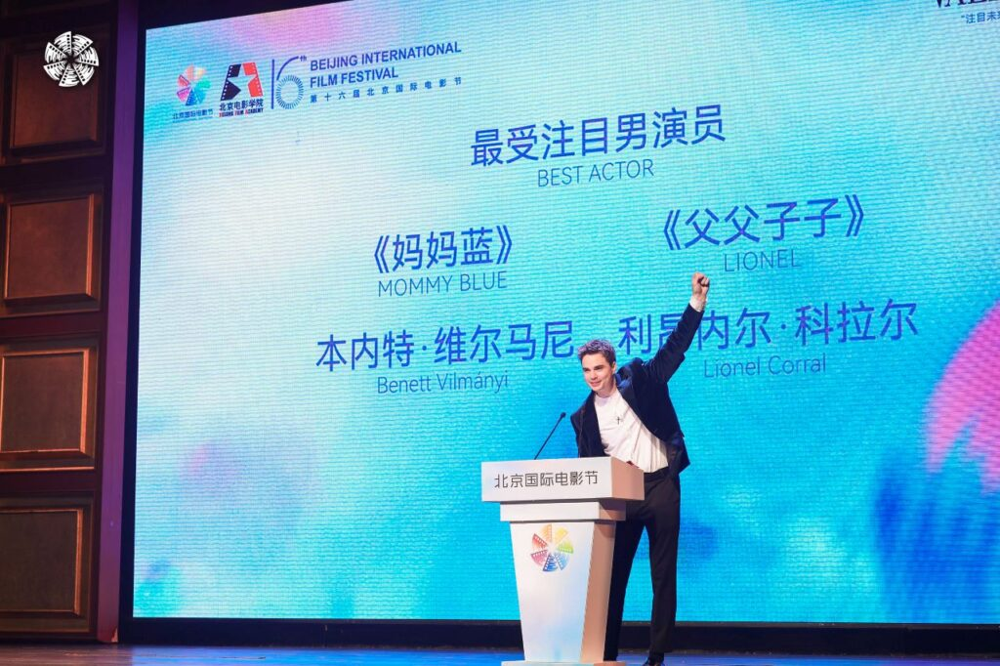 北京国际电影节
北京电影学院
BEIJING FILM ACADEMY
16th
BEIJING INTERNATIONAL
FILM FESTIVAL
第十六届北京国际电影节
"注目未
最受注目男演员
BEST ACTOR
《妈妈蓝》
MOMMY BLUE
《父父子子》
LIONEL
本内特·维尔马尼
Benett Vilmányi
利昂内尔·科拉尔
Lionel Corral
北京国际电影节